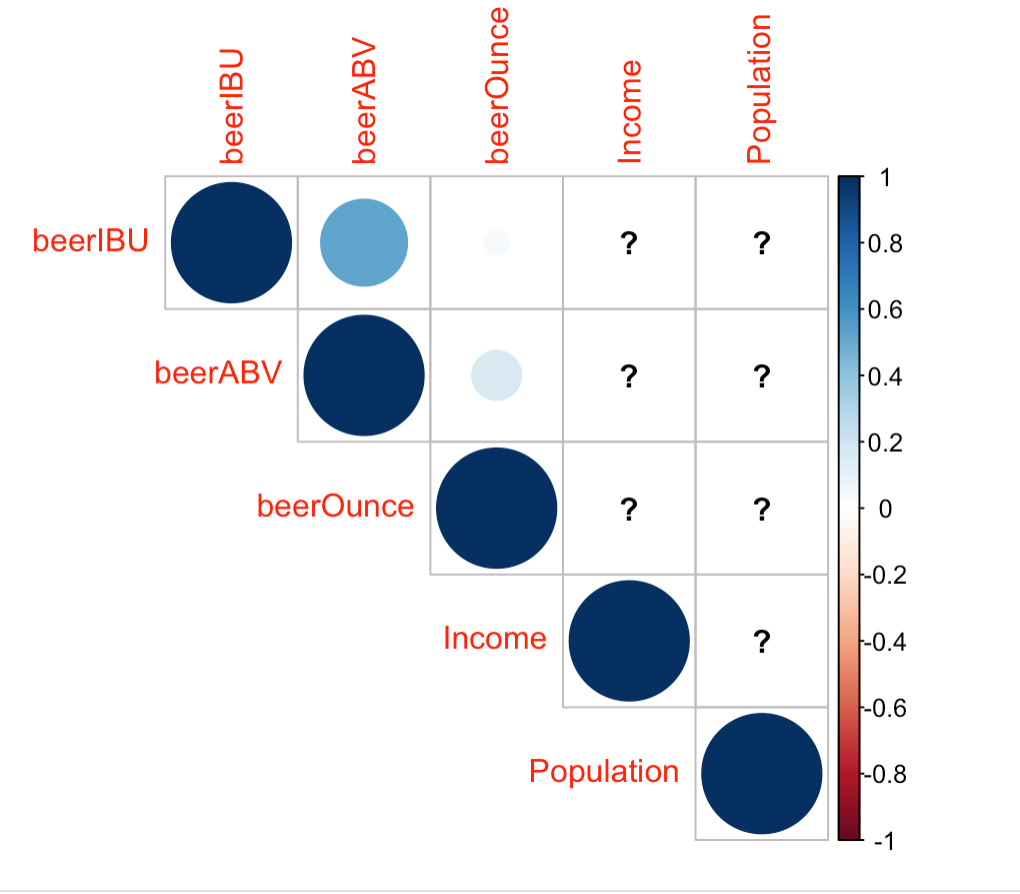 beerIBU
beerABV
beerOunce
Income
Population
beerIBU ? ?
beerABV ? ?
beerOunce ? ?
Income ?
Population
1
0.8
0.6
0.4
0.2
0
-0.2
-0.4
-0.6
-0.8
-1